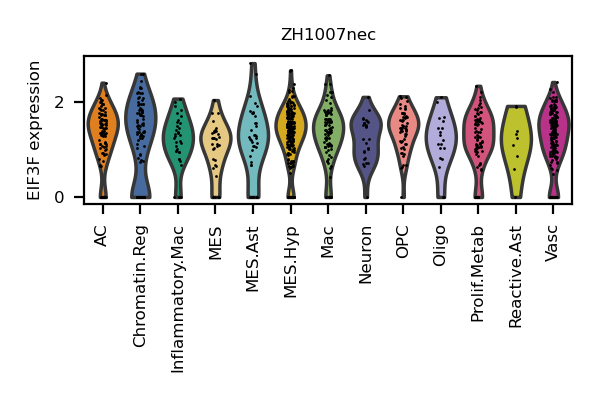 ZH1007nec
EIF3F expression
2
0
AC
Chromatin.Reg
Inflammatory.Mac
MES
MES.Ast
MES.Hyp
Mac
Neuron
OPC
Oligo
Prolif.Metab
Reactive.Ast
Vasc